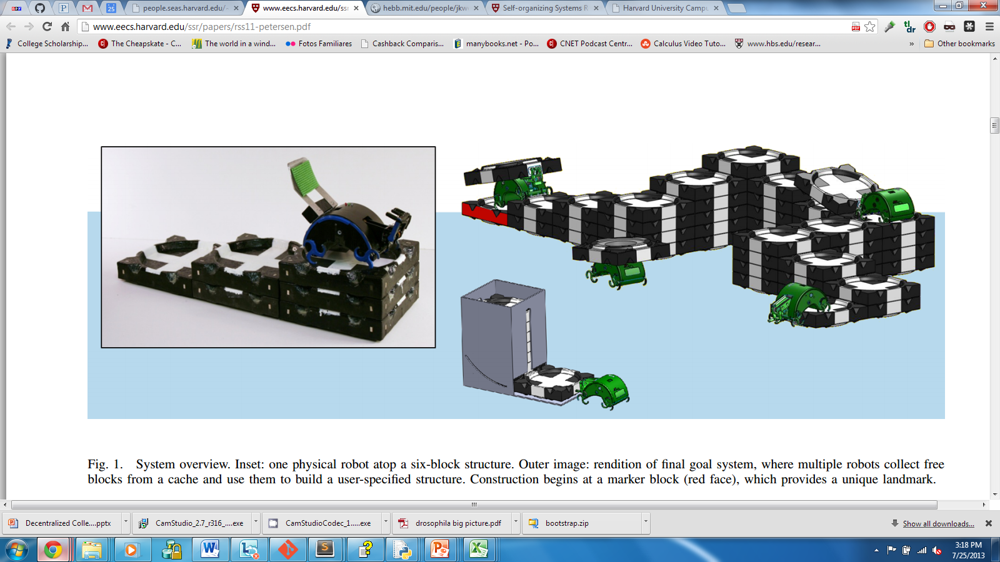 people.seas.harvard.edu/
www.eecs.harvard.edu/ssr
hebb.mit.edu/people/jkw
Self-organizing Systems R
Harvard University Campu
25
www.eecs.harvard.edu/ssr/papers/rss11-petersen.pdf
tl;dr
College Scholarship...
The Cheapskate - C...
The world in a wind...
Fotos Familiares
Cashback Comparis...
manybooks.net - Po...
CNET Podcast Centr...
Calculus Video Tuto...
www.hbs.edu/resear...
»
Other bookmarks
Fig. 1. System overview. Inset: one physical robot atop a six-block structure. Outer image: rendition of final goal system, where multiple robots collect free
blocks from a cache and use them to build a user-specified structure. Construction begins at a marker block (red face), which provides a unique landmark.
Decentralized Colle....pptx
CamStudio_2.7_r316_....exe
CamStudioCodec_1.....exe
drosophila big picture.pdf
bootstrap.zip
Show all downloads...
3:18 PM
7/25/2013